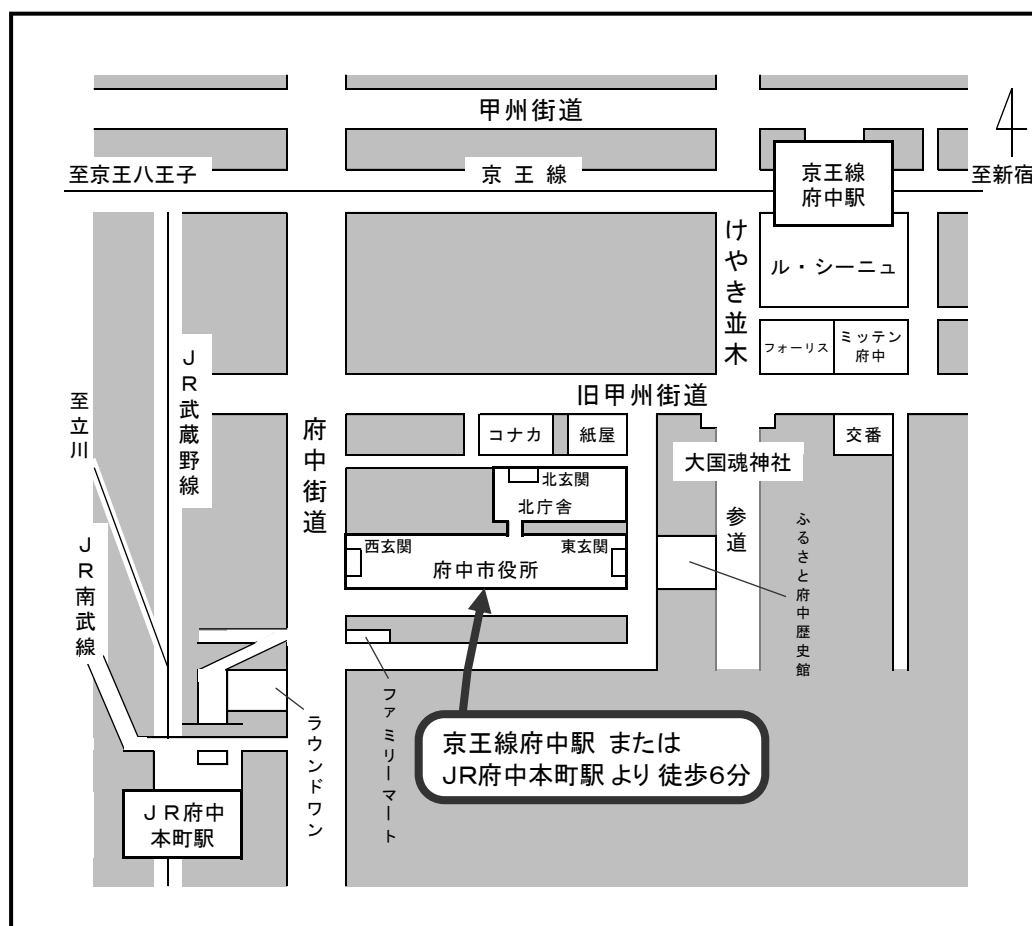 甲州街道
至京王八王子
京王線
京王線
府中駅
至新宿
けやき並木
ル・シーニュ
フォーリス
ミッテン
府中
旧甲州街道
JR武蔵野線
至立川
府中街道
コナカ
紙屋
交番
大国魂神社
北玄関
北庁舎
参道
ふるさと府中歴史館
西玄関
東玄関
府中市役所
JR南武線
ファミリーマート
ラウンドワン
京王線府中駅 または
JR府中本町駅 より 徒歩6分
JR府中
本町駅